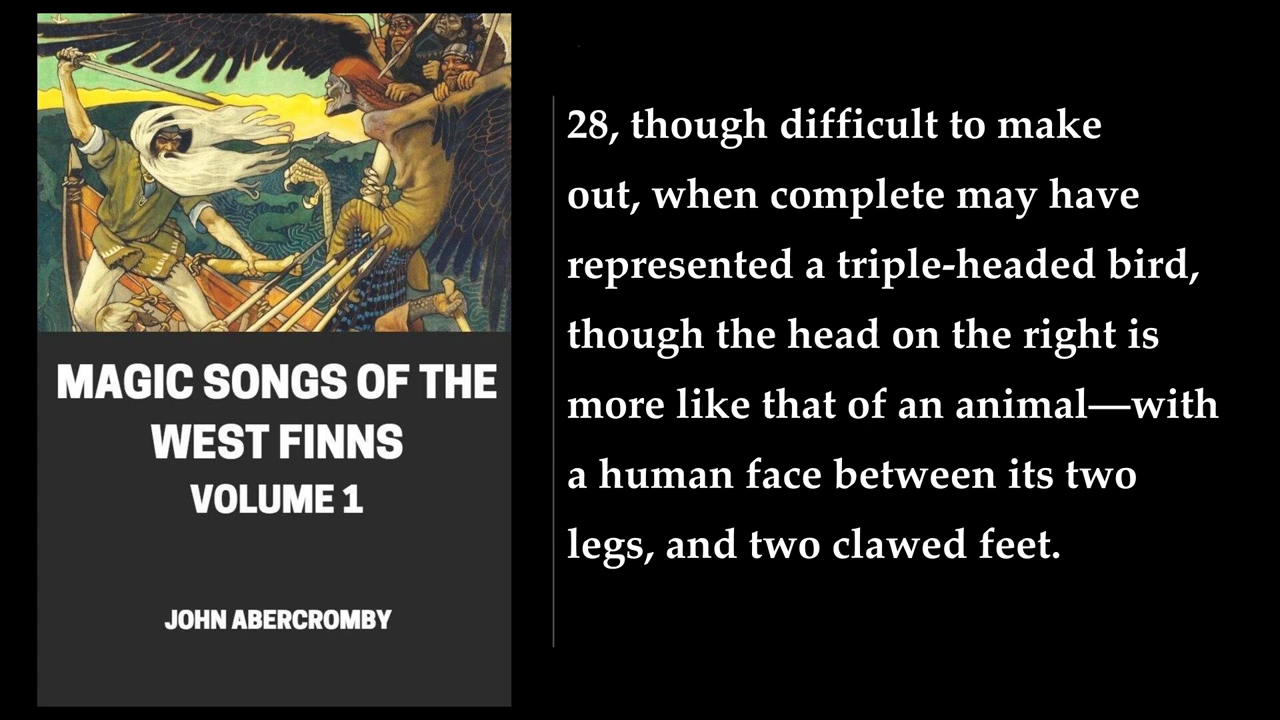 MAGIC SONGS OF THE
WEST FINNS
VOLUME 1
JOHN ABERCROMBY
28, though difficult to make
out, when complete may have
represented a triple-headed bird,
though the head on the right is
more like that of an animal—with
a human face between its two
legs, and two clawed feet.